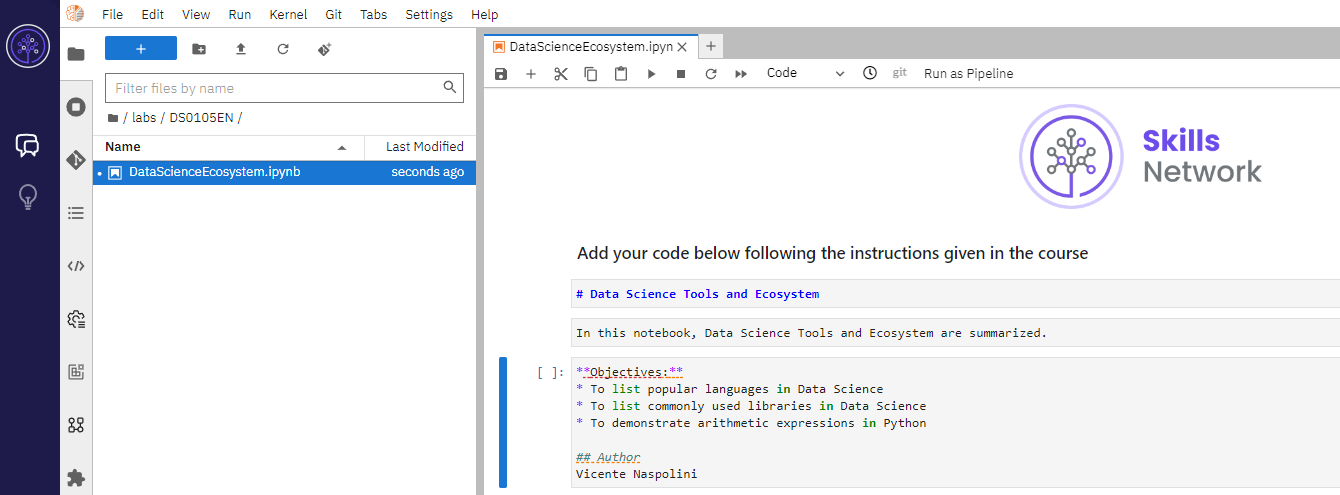 File Edit View Run Kernel Git Tabs Settings Help
+
Filter files by name
/ labs / DS0105EN /
Name Last Modified
DataScienceEcosystem.ipynb seconds ago
DataScienceEcosystem.ipyn
Code git Run as Pipeline
Skills
Network
Add your code below following the instructions given in the course
# Data Science Tools and Ecosystem
In this notebook, Data Science Tools and Ecosystem are summarized.
[ ]: **Objectives:**
* To list popular languages in Data Science
* To list commonly used libraries in Data Science
* To demonstrate arithmetic expressions in Python
## Author
Vicente Naspolini